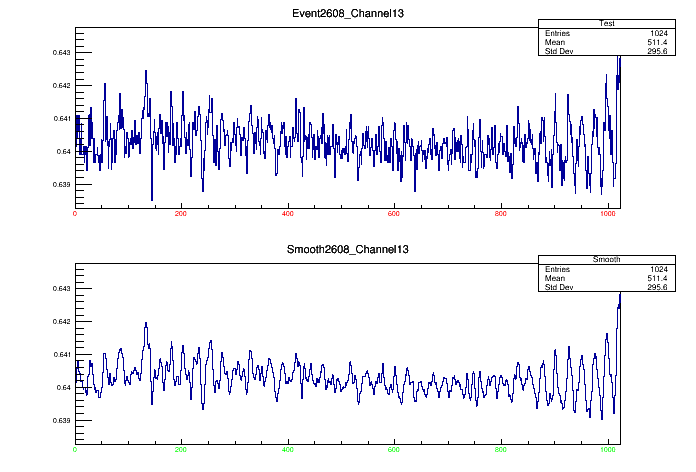 Event2608_Channel13
Test
Entries 1024
Mean 511.4
Std Dev 295.6
0.643
0.642
0.641
0.64
0.639
0 200 400 600 800 1000
Smooth2608_Channel13
Smooth
Entries 1024
Mean 511.4
Std Dev 295.6
0.643
0.642
0.641
0.64
0.639
0 200 400 600 800 1000